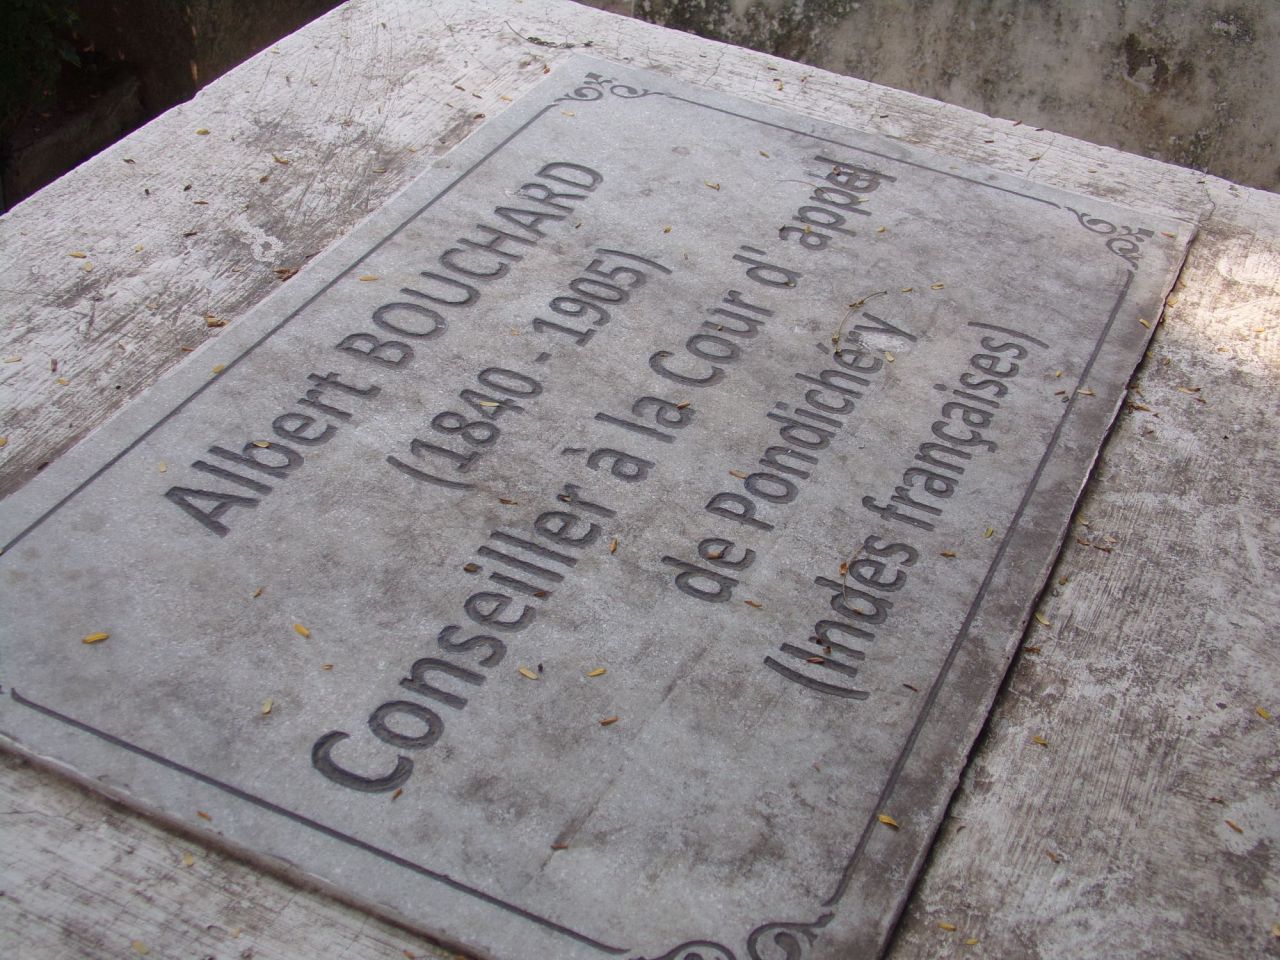 Albert BOUCHARD
(1840 - 1905)
Conseiller à la Cour d'appel
de Pondichéry
(Indes françaises)